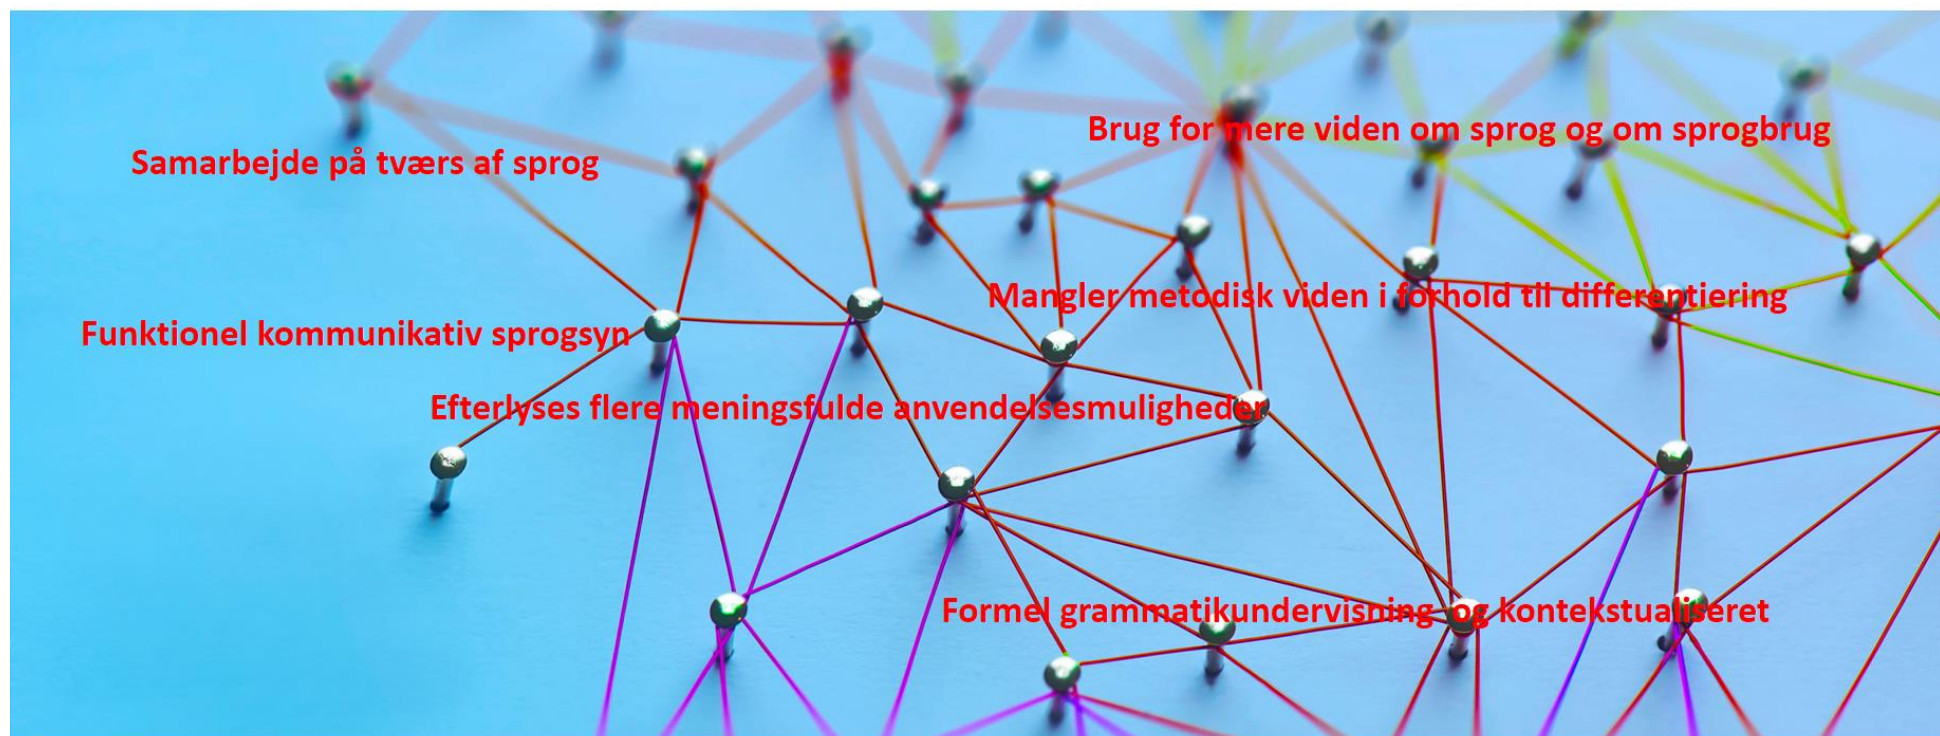 Brug for mere viden om sprog og om sprogbrug
Samarbejde på tværs af sprog
Mangler metodisk viden i forhold til differentiering
Funktionel kommunikativ sprogsyn
Efterlyses flere meningsfulde anvendelsesmuligheder
Formel grammatikundervisning og kontekstualiseret